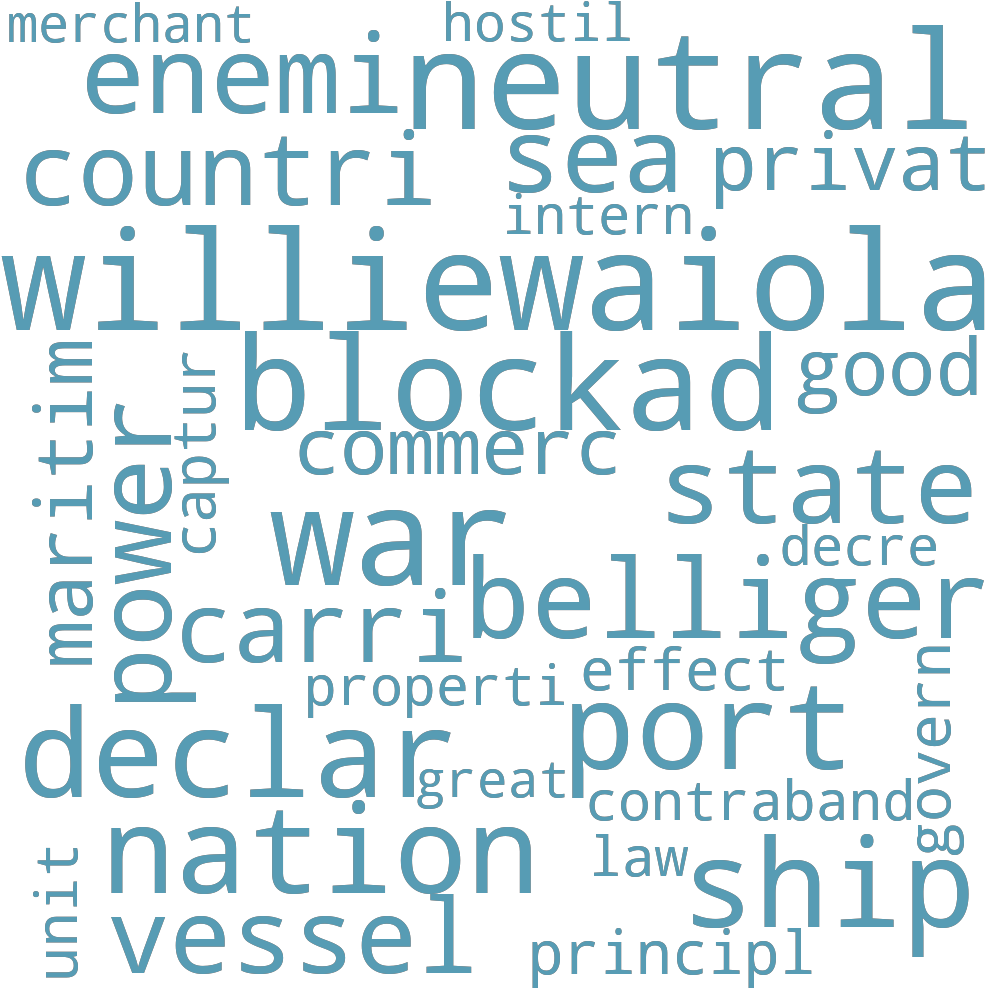 merchant
hostil
enemi
neutral
countri
sea
privat
intern
williewaiola
blockad
good
maritim
captur
power
commerc
state
war
decre
belliger
carri
effect
properti
govern
port
declar
great
contraband
nation
law
ship
unit
vessel
principl